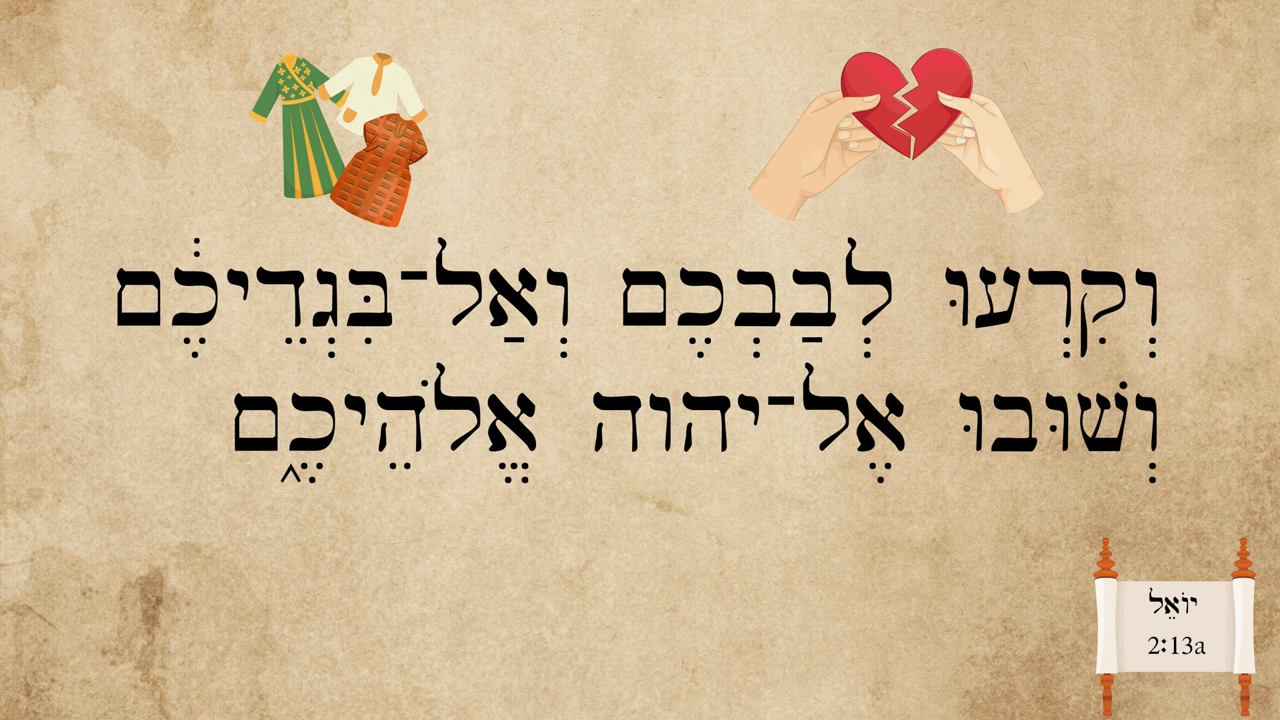 וְקִרְעוּ לְבַבְכֶם וְאַל־בִּגְדֵיכֶ֔ם
וְשׁוּבוּ אֶל־יהוה אֱלֹהֵיכֶ֑ם
יוֹאֵל
2:13a